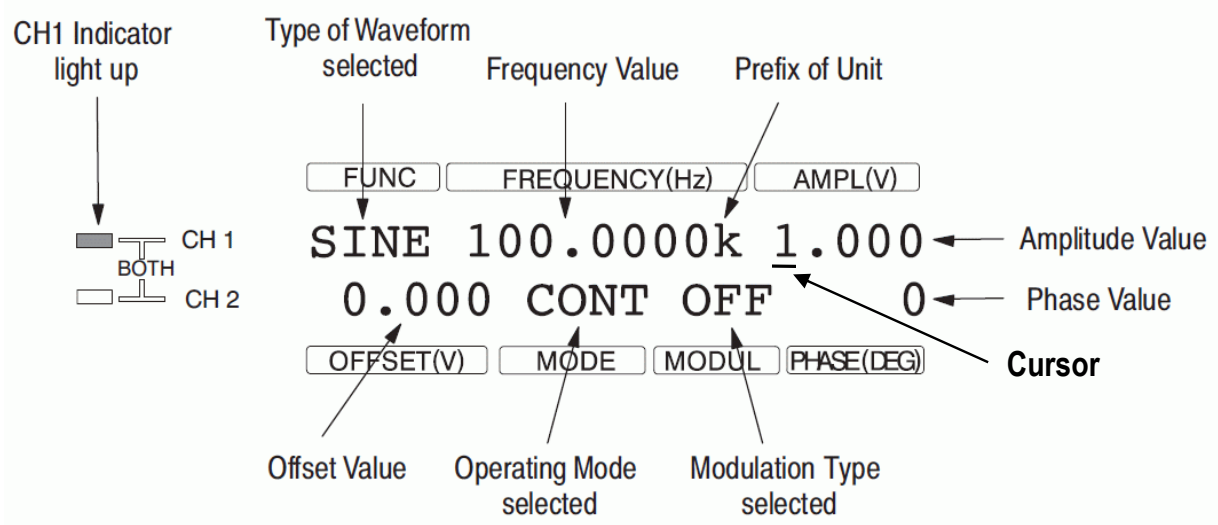 CH1 Indicator
light up
Type of Waveform
selected
Frequency Value
Prefix of Unit
FUNC FREQUENCY(Hz) AMPL(V)
CH 1 SINE 100.0000k 1.000 Amplitude Value
BOTH
CH 2 0.000 CONT OFF 0 Phase Value
OFFSET(V) MODE MODUL PHASE(DEG)
Cursor
Offset Value
Operating Mode
selected
Modulation Type
selected